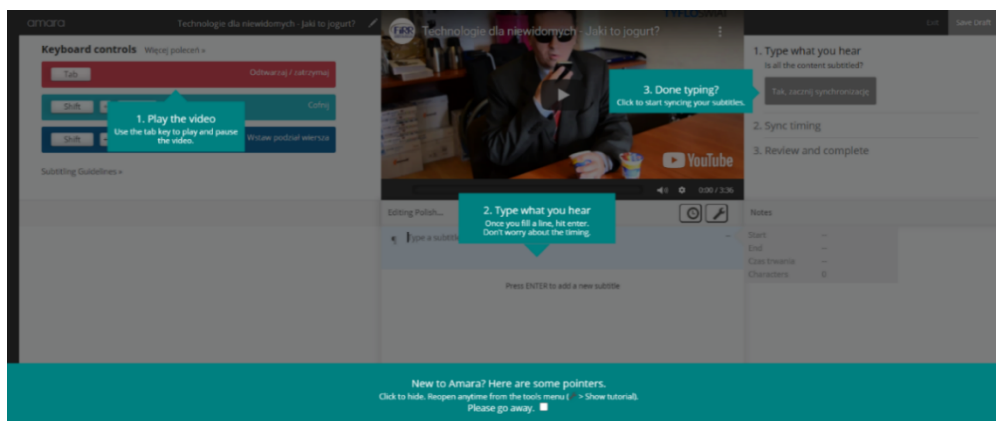 amara
Technologie dla niewidomych - Jaki to jogurt?
Exit
Save Draft
Keyboard controls Więcej poleceń »
Tab
Odtwarzaj / zatrzymaj
Shift
Cofnij
Shift
Wstaw podział wiersza
1. Play the video
Use the tab key to play and pause
the video.
Subtitling Guidelines »
Technologie dla niewidomych - Jaki to jogurt?
3. Done typing?
Click to start syncing your subtitles.
YouTube
0:00 / 3:36
1. Type what you hear
Is all the content subtitled?
Tak, zacznij synchronizację
2. Sync timing
3. Review and complete
Editing Polish...
2. Type what you hear
Once you fill a line, hit enter.
Don't worry about the timing.
Type a subtitle
Press ENTER to add a new subtitle
Notes
Start --
End --
Czas trwania --
Characters 0
New to Amara? Here are some pointers.
Click to hide. Reopen anytime from the tools menu ( > Show tutorial).
Please go away.